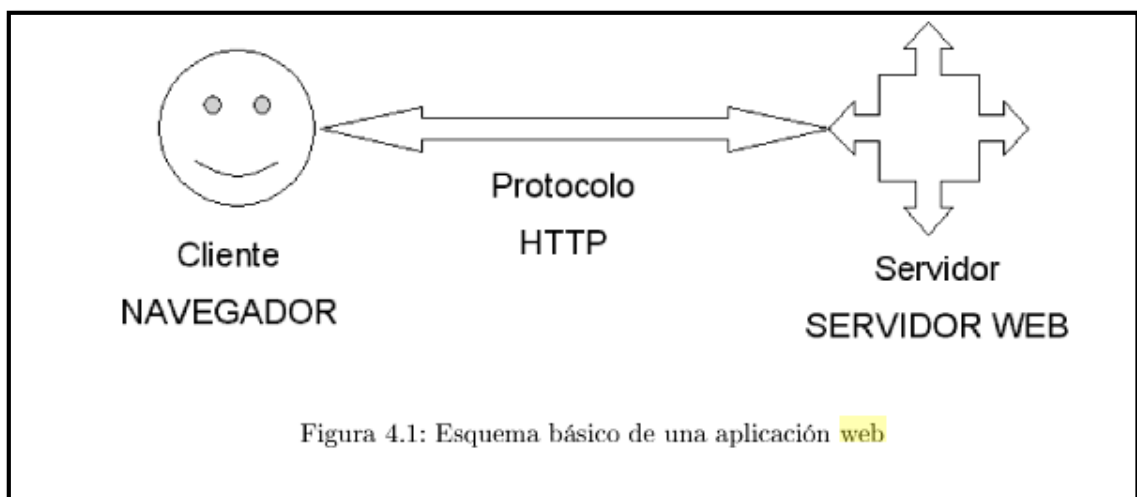 Cliente
NAVEGADOR
Protocolo
HTTP
Servidor
SERVIDOR WEB
Figura 4.1: Esquema básico de una aplicación web